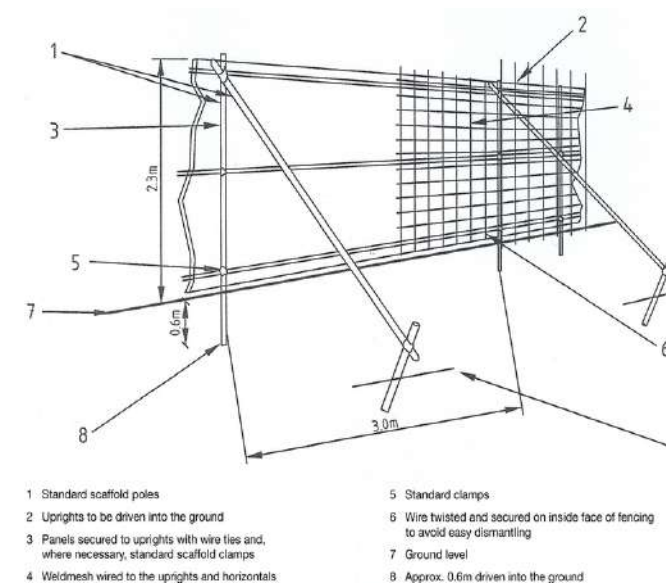 1
2
3
4
2.3m
5
7
0.6m
6
8
3.0m
1 Standard scaffold poles
2 Uprights to be driven into the ground
3 Panels secured to uprights with wire ties and,
where necessary, standard scaffold clamps
4 Weldmesh wired to the uprights and horizontals
5 Standard clamps
6 Wire twisted and secured on inside face of fencing
to avoid easy dismantling
7 Ground level
8 Approx. 0.6m driven into the ground